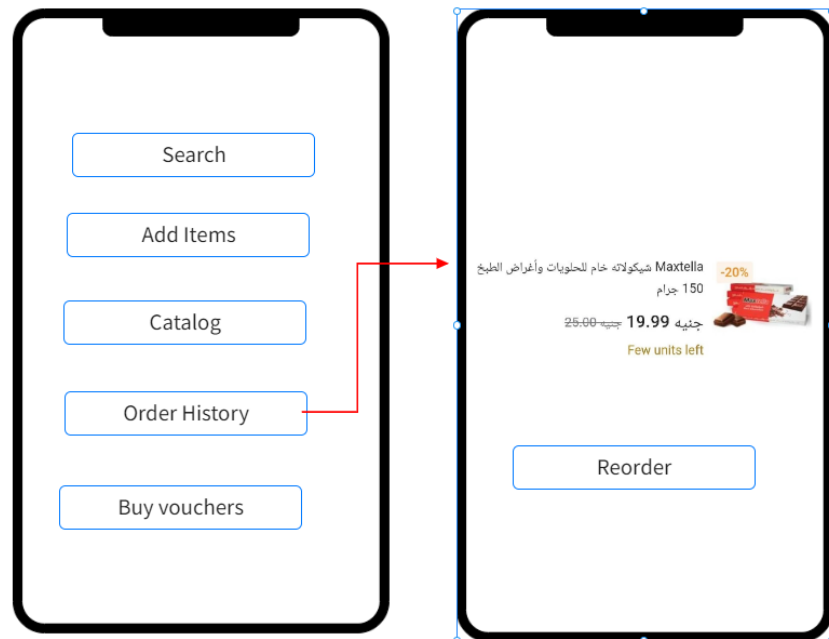 Search
Add Items
Catalog
Order History
Buy vouchers
Maxtella شيكولاته خام للحلويات وأغراض الطبخ
150 جرام
-20%
جنيه 19.99 جنيه 25.00
Few units left
Reorder